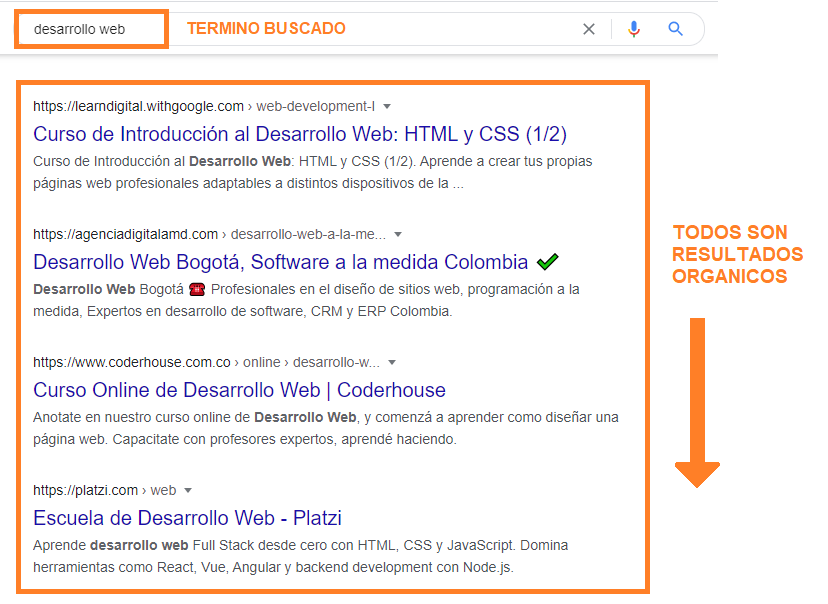 desarrollo web TERMINO BUSCADO
https://learndigital.withgoogle.com › web-development-I
Curso de Introducción al Desarrollo Web: HTML y CSS (1/2)
Curso de Introducción al Desarrollo Web: HTML y CSS (1/2). Aprende a crear tus propias
páginas web profesionales adaptables a distintos dispositivos de la ...
https://agenciadigitalamd.com › desarrollo-web-a-la-me...
Desarrollo Web Bogotá, Software a la medida Colombia ✔
Desarrollo Web Bogotá ☎ Profesionales en el diseño de sitios web, programación a la
medida, Expertos en desarrollo de software, CRM y ERP Colombia.
https://www.coderhouse.com.co › online › desarrollo-w...
Curso Online de Desarrollo Web | Coderhouse
Anotate en nuestro curso online de Desarrollo Web, y comenzá a aprender como diseñar una
página web. Capacitate con profesores expertos, aprendé haciendo.
https://platzi.com › web
Escuela de Desarrollo Web - Platzi
Aprende desarrollo web Full Stack desde cero con HTML, CSS y JavaScript. Domina
herramientas como React, Vue, Angular y backend development con Node.js.
TODOS SON
RESULTADOS
ORGANICOS